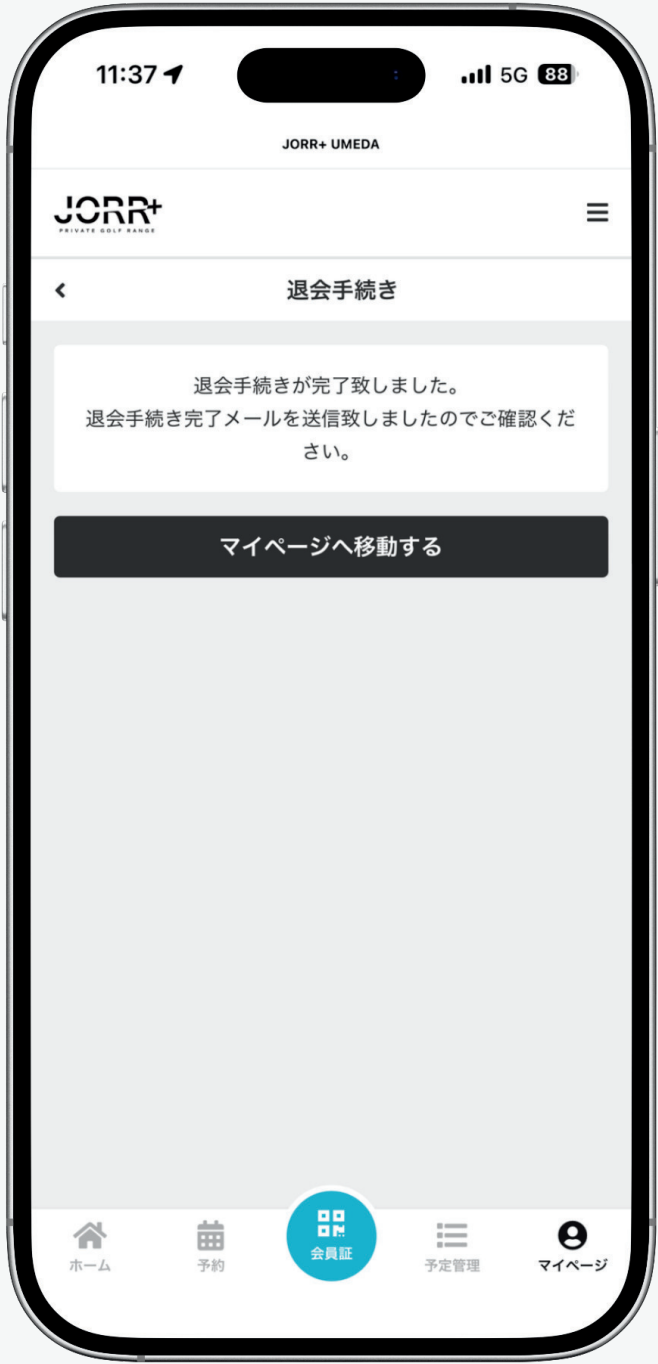 11:37
5G 88
JORR+ UMEDA
JORR+
PRIVATE GOLF RANGE
退会手続き
退会手続きが完了致しました。
退会手続き完了メールを送信致しましたのでご確認くだ
さい。
マイページへ移動する
ホーム
予約
会員証
予定管理
マイページ